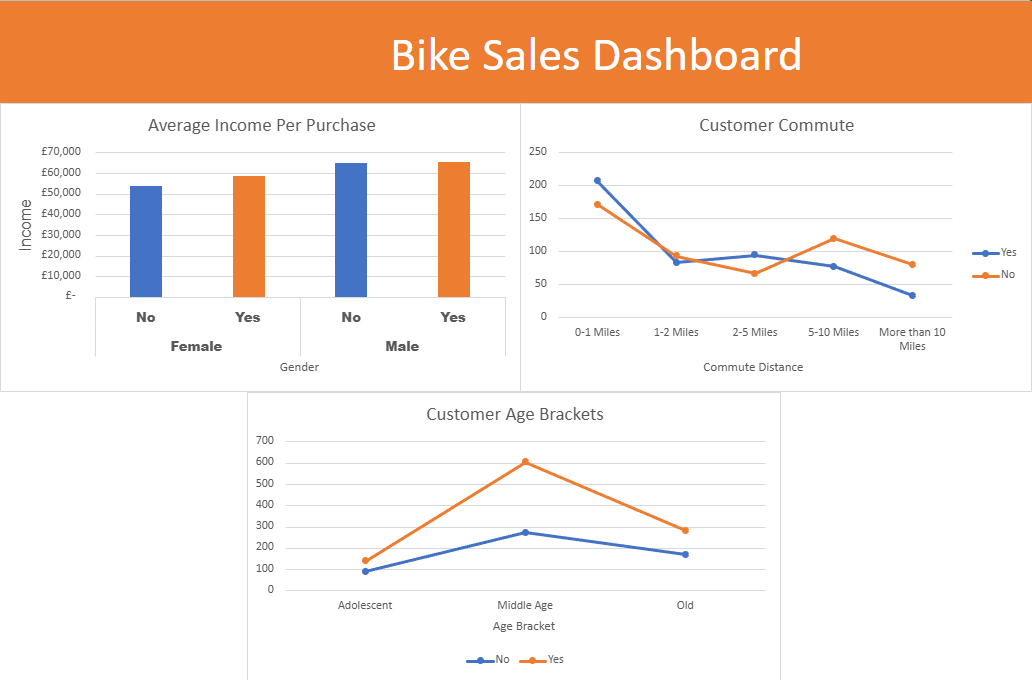 Bike Sales Dashboard
Average Income Per Purchase
£70,000
£60,000
£50,000
£40,000
£30,000
£20,000
£10,000
£-
Income
No Yes No Yes
Female Male
Gender
Customer Commute
250
200
150
100
50
0
0-1 Miles 1-2 Miles 2-5 Miles 5-10 Miles More than 10
Miles
Commute Distance
Yes
No
Customer Age Brackets
700
600
500
400
300
200
100
0
Adolescent Middle Age Old
Age Bracket
No Yes